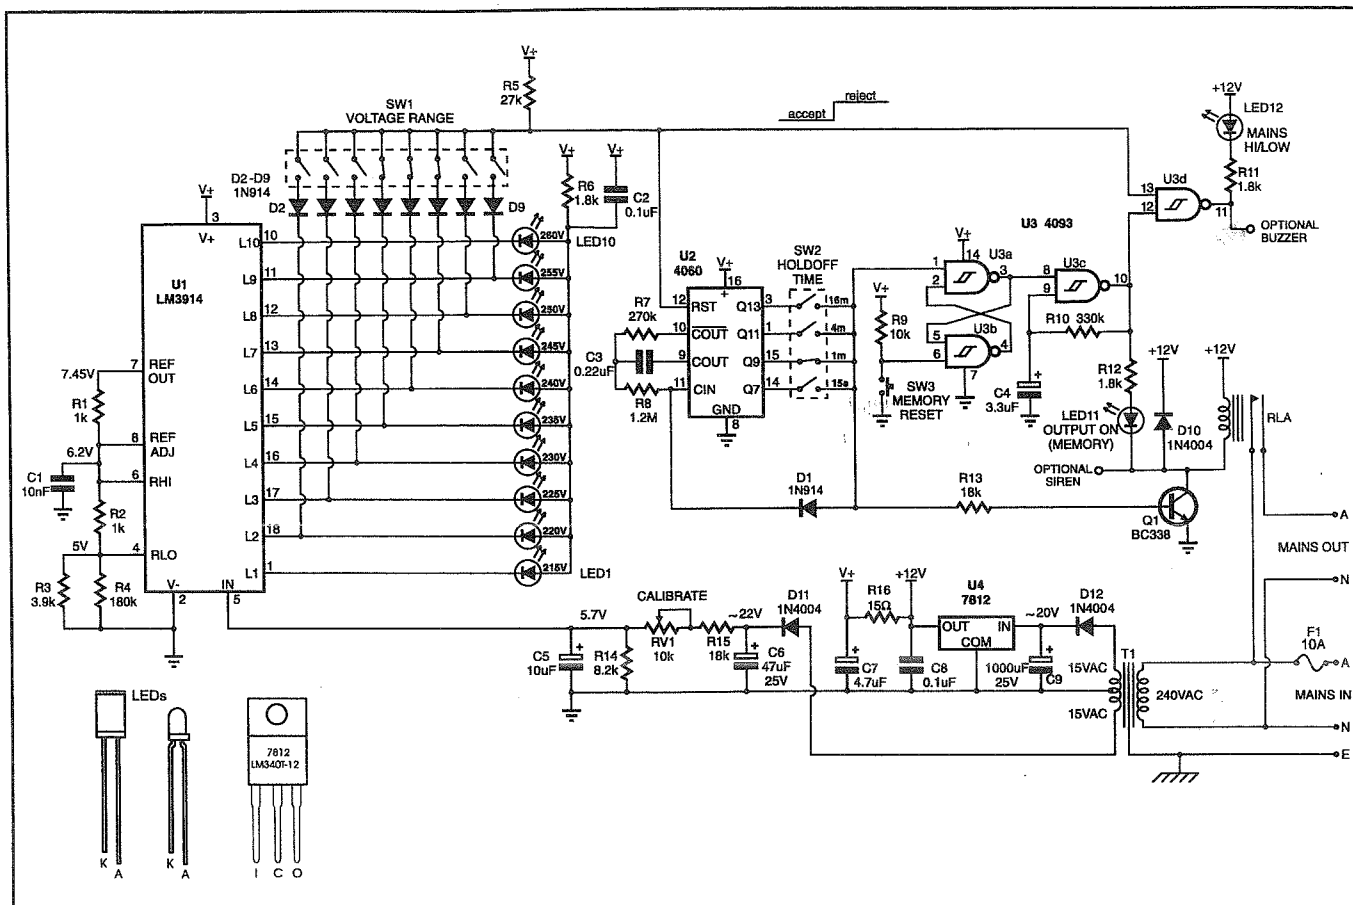 accept
reject
V+
R5
27k
SW1
VOLTAGE RANGE
+12V
LED12
MAINS
HI/LOW
R11
1.8k
D2-D9
1N914
D2
D9
V+
R6
1.8k
V+
C2
0.1uF
V+
3
V+
U1
LM3914
L10
10
260V
LED10
L9
11
255V
L8
12
250V
L7
13
245V
L6
14
240V
L5
15
235V
L4
16
230V
L3
17
225V
L2
18
220V
L1
1
215V
LED1
7
REF
OUT
8
REF
ADJ
6
RHI
4
RLO
V-
2
IN
5
7.45V
R1
1k
6.2V
C1
10nF
R2
1k
5V
R3
3.9k
R4
180k
U2
4060
V+
16
+
12
RST
10
COUT
9
COUT
11
CIN
GND
8
Q13
3
Q11
1
Q9
15
Q7
14
R7
270k
C3
0.22uF
R8
1.2M
SW2
HOLDOFF
TIME
16m
4m
1m
15s
U3 4093
V+
14
U3a
1
2
3
U3b
5
6
4
7
U3c
8
9
10
U3d
13
12
11
OPTIONAL
BUZZER
V+
R9
10k
SW3
MEMORY
RESET
R10 330k
+
C4
3.3uF
R12
1.8k
LED11
OUTPUT ON
(MEMORY)
+12V
D10
1N4004
+12V
RLA
OPTIONAL
SIREN
D1
1N914
R13
18k
Q1
BC338
A
MAINS OUT
N
F1
10A
A
MAINS IN
N
E
5.7V
CALIBRATE
RV1
10k
R15
18k
~22V
D11
1N4004
+
C5
10uF
R14
8.2k
+
C6
47uF
25V
V+
R16
15Ω
+12V
U4
7812
OUT
IN
COM
~20V
D12
1N4004
+
C7
4.7uF
C8
0.1uF
1000uF
25V
+
C9
15VAC
15VAC
T1
240VAC
LEDs
K
A
K
A
7812
LM340T-12
I
C
O